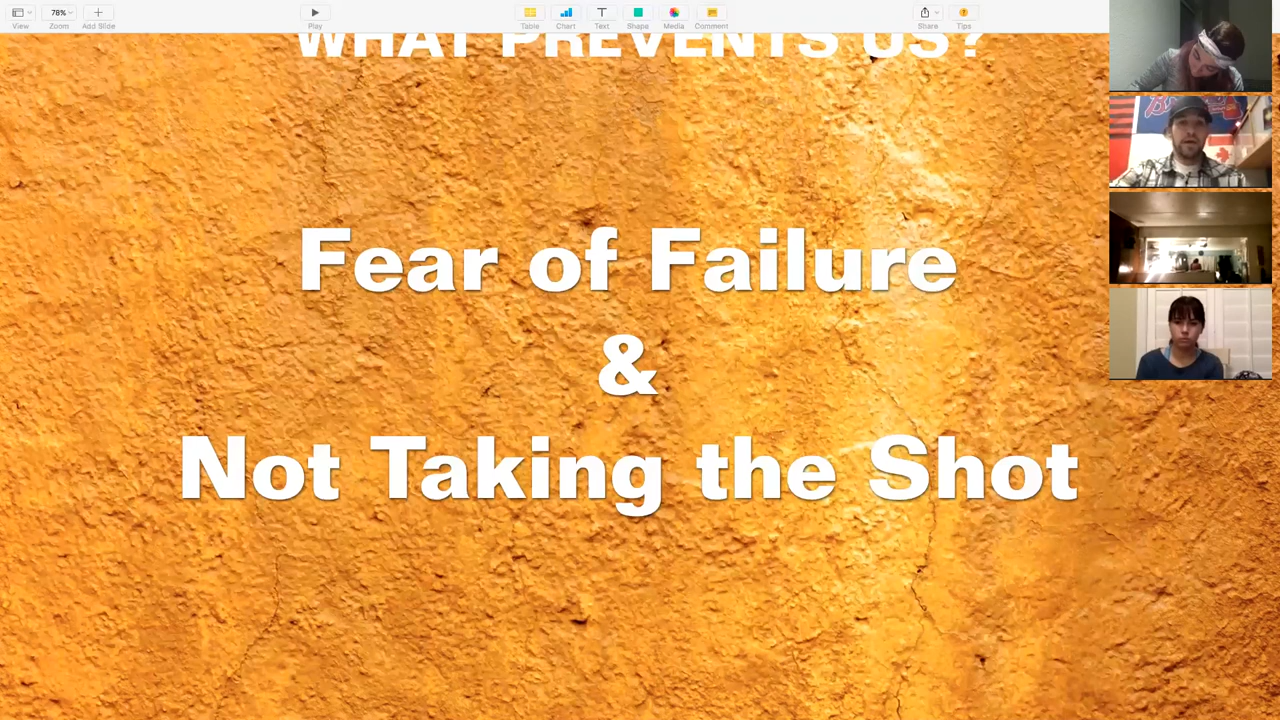 View
78%
Zoom
Add Slide
Play
Table
Chart
Text
Shape
Media
Comment
Share
Tips
WHAT PREVENTS US?
Fear of Failure
&
Not Taking the Shot